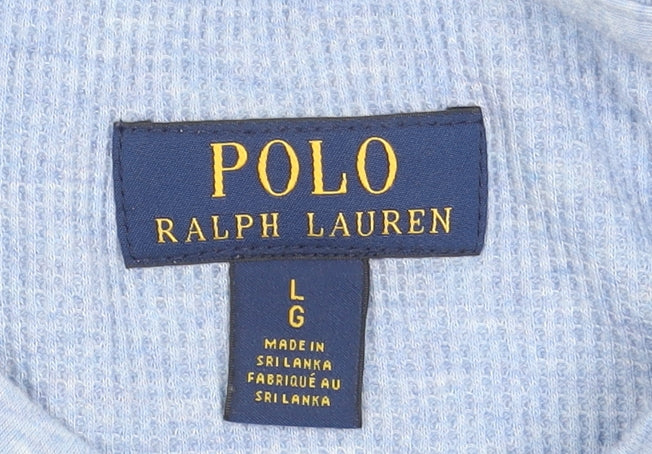 POLO
RALPH LAUREN
L
G
MADE IN
SRI LANKA
FABRIQUÉ AU
SRI LANKA